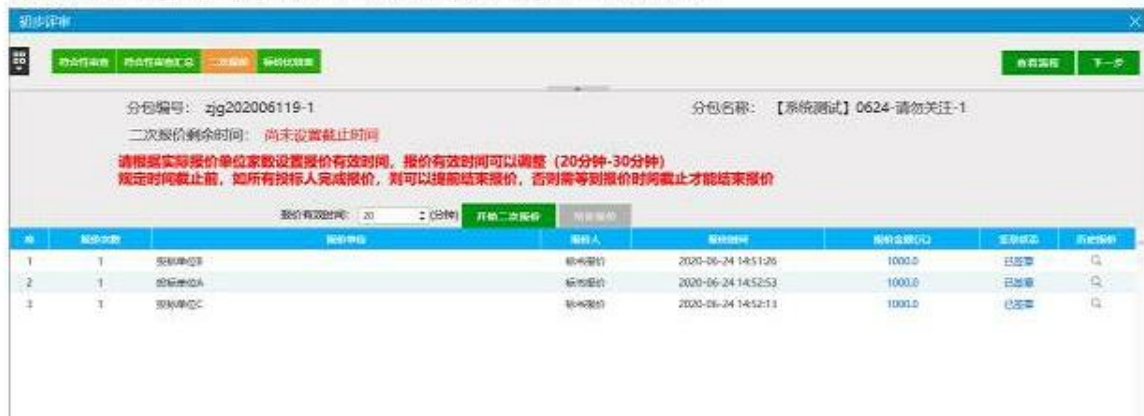 初步评审
符合性审查 符合性审查汇总 二次报价
查看流程 下一步
分包编号： zjg202006119-1 分包名称： 【系统测试】0624-请勿关注-1
二次报价剩余时间： 尚未设置截止时间
请根据实际报价单位家数设置报价有效时间，报价有效时间可以调整（20分钟-30分钟）
规定时间截止前，如所有投标人完成报价，则可以提前结束报价，否则需等到报价时间截止才能结束报价
报价有效时间： 20 (分钟) 开始二次报价 结束报价
报价次数 报价单位 报价人 报价时间 报价金额(元) 签章状态 历史报价
1 1 投标单位B 标书报价 2020-06-24 14:51:26 1000.0 已签章
2 1 投标单位A 标书报价 2020-06-24 14:52:53 1000.0 已签章
3 1 投标单位C 标书报价 2020-06-24 14:52:13 1000.0 已签章